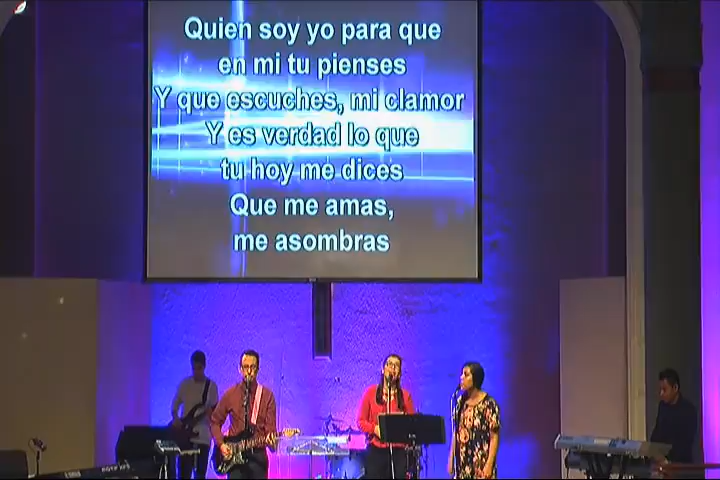 Quien soy yo para que
en mi tu pienses
Y que escuches, mi clamor
Y es verdad lo que
tu hoy me dices
Que me amas,
me asombras